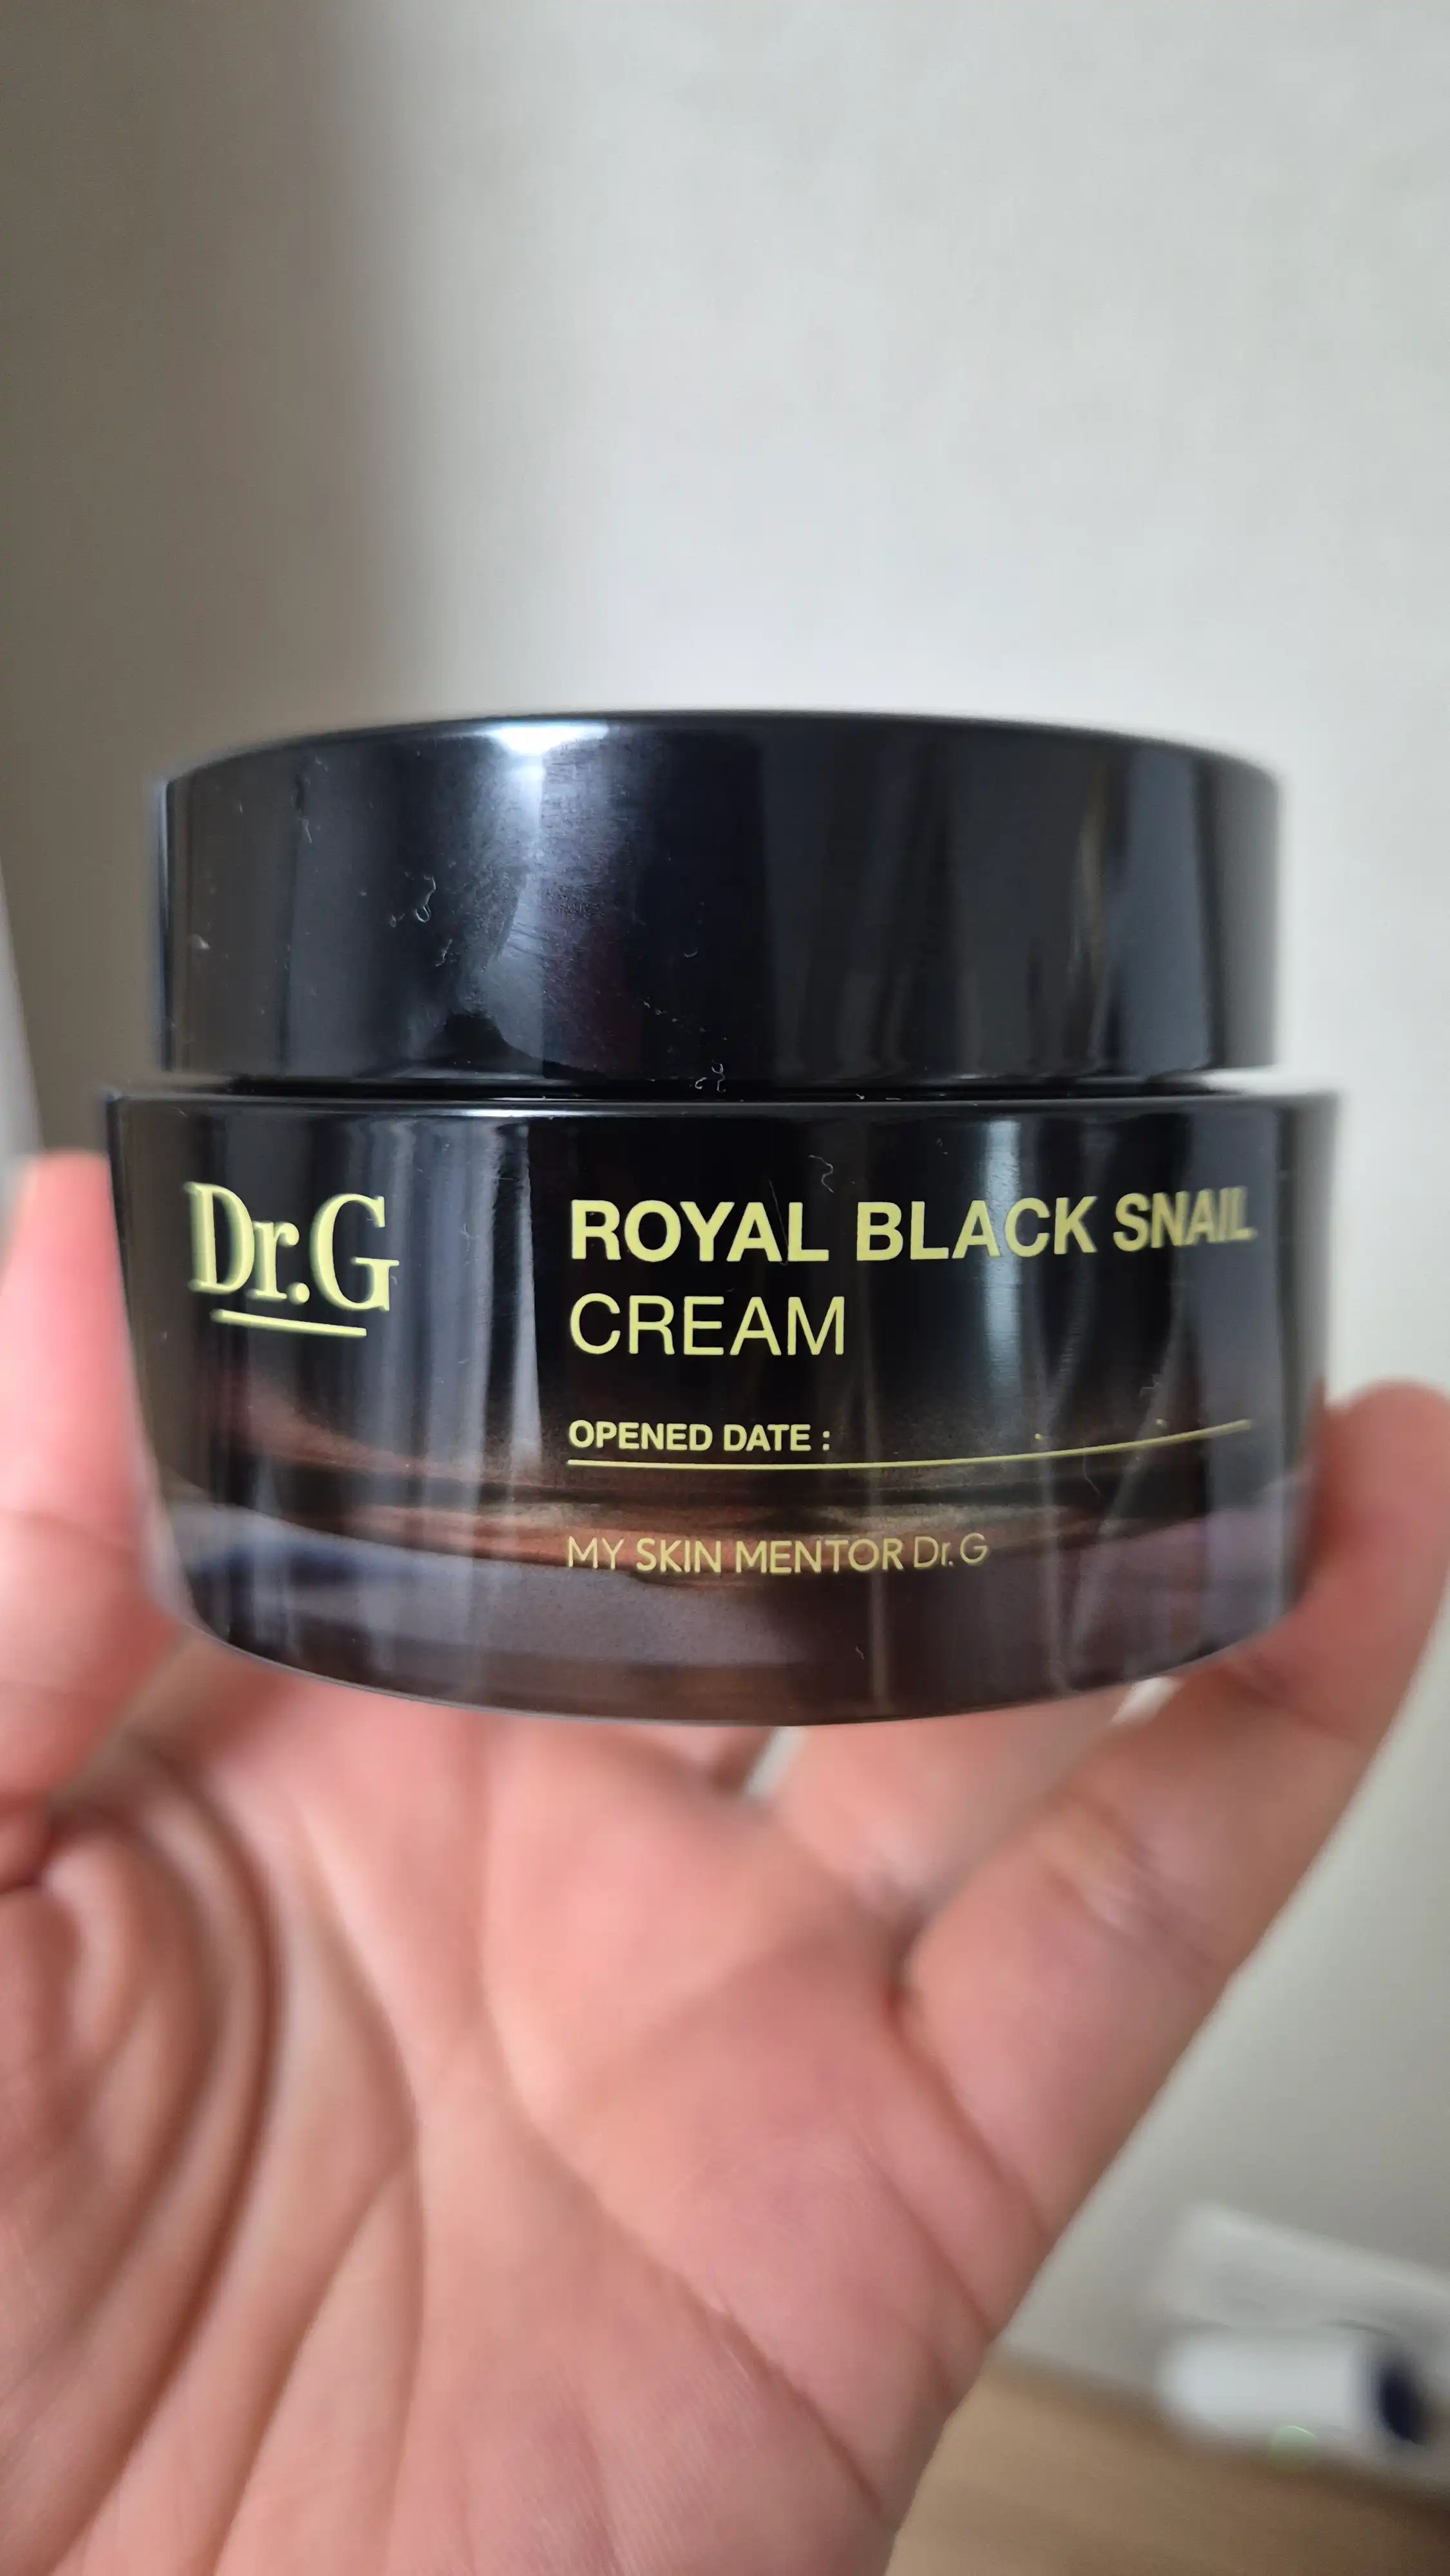 Dr.G
ROYAL BLACK SNAIL
CREAM
OPENED DATE :
MY SKIN MENTOR Dr.G